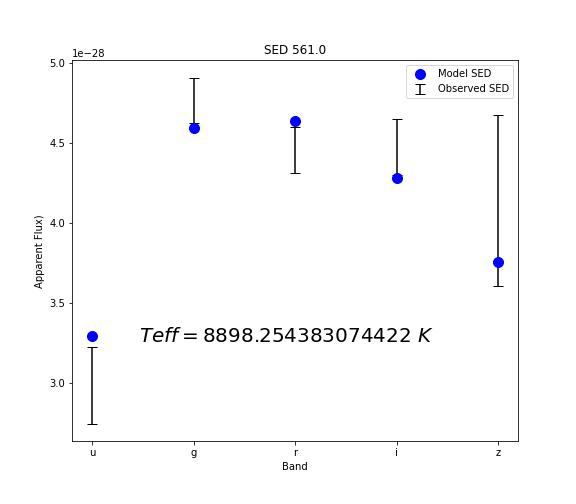 SED 561.0
1e−28
Model SED
Observed SED
5.0
4.5
4.0
3.5
3.0
Apparent Flux)
Teff = 8898.254383074422 K
u g r i z
Band